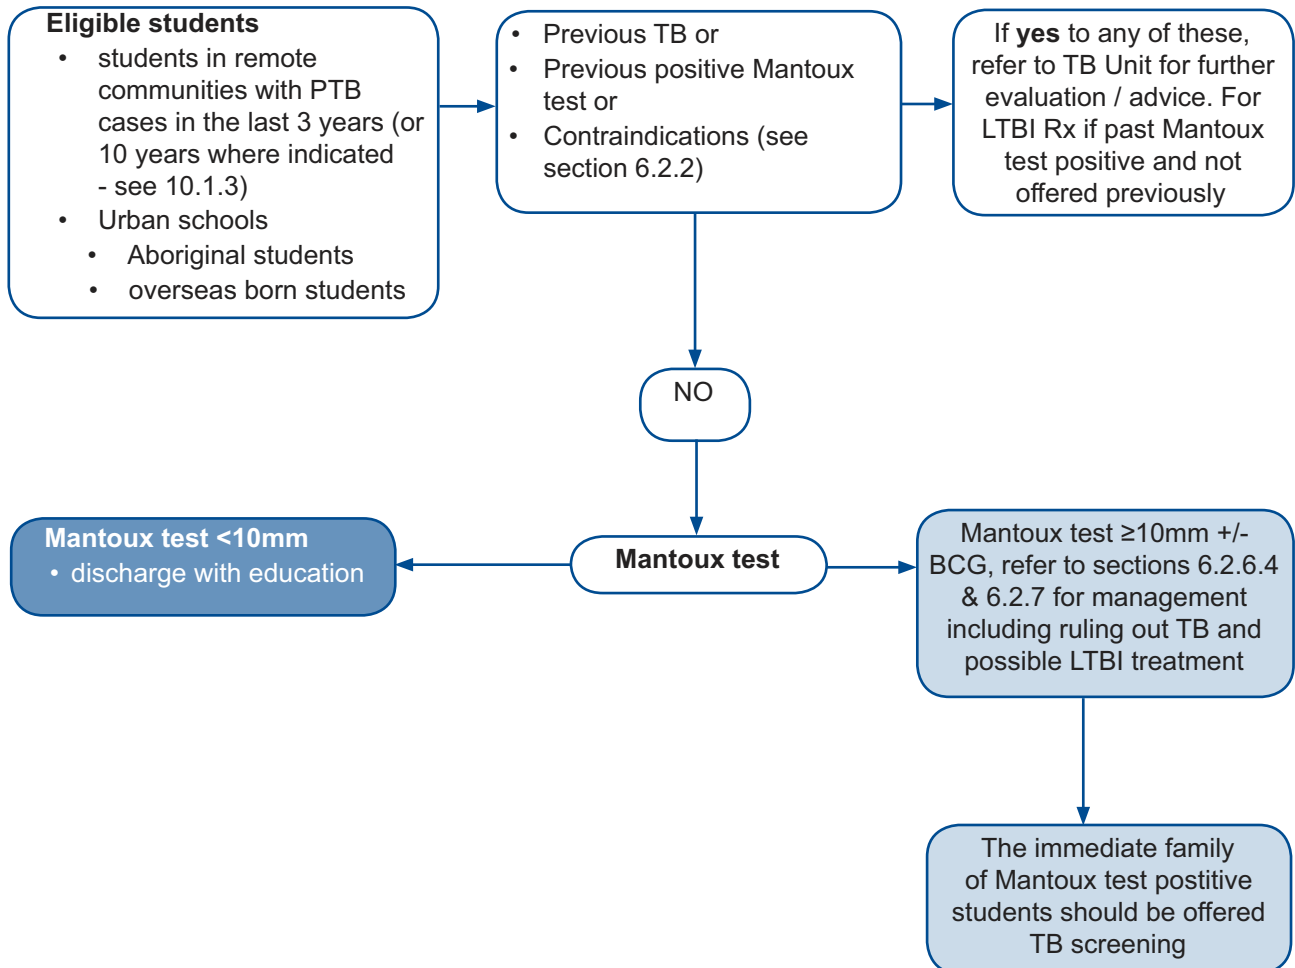 Eligible students
• students in remote
communities with PTB
cases in the last 3 years (or
10 years where indicated
- see 10.1.3)
• Urban schools
• Aboriginal students
• overseas born students
• Previous TB or
• Previous positive Mantoux
test or
• Contraindications (see
section 6.2.2)
If yes to any of these,
refer to TB Unit for further
evaluation / advice. For
LTBI Rx if past Mantoux
test positive and not
offered previously
NO
Mantoux test <10mm
• discharge with education
Mantoux test
Mantoux test ≥10mm +/-
BCG, refer to sections 6.2.6.4
& 6.2.7 for management
including ruling out TB and
possible LTBI treatment
The immediate family
of Mantoux test postitive
students should be offered
TB screening